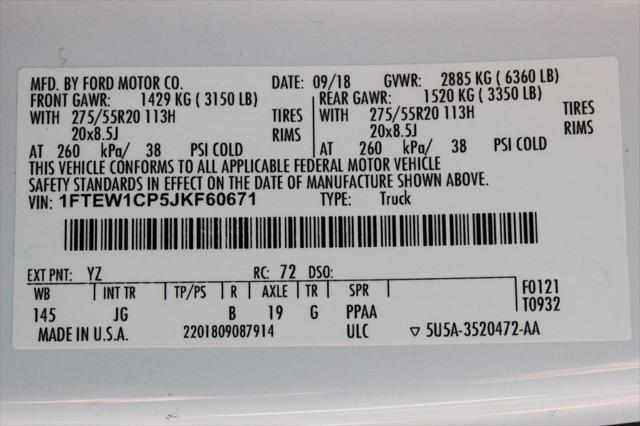 MFD. BY FORD MOTOR CO. DATE: 09/18 GVWR: 2885 KG ( 6360 LB)
FRONT GAWR: 1429 KG ( 3150 LB) REAR GAWR: 1520 KG ( 3350 LB)
WITH 275/55R20 113H TIRES WITH 275/55R20 113H TIRES
20x8.5J RIMS 20x8.5J RIMS
AT 260 kPa/ 38 PSI COLD AT 260 kPa/ 38 PSI COLD
THIS VEHICLE CONFORMS TO ALL APPLICABLE FEDERAL MOTOR VEHICLE
SAFETY STANDARDS IN EFFECT ON THE DATE OF MANUFACTURE SHOWN ABOVE.
VIN: 1FTEW1CP5JKF60671 TYPE: Truck
EXT PNT: YZ RC: 72 DSO:
WB INT TR TP/PS R AXLE TR SPR F0121
T0932
145 JG B 19 G PPAA
MADE IN U.S.A. 2201809087914 ULC ▽ 5U5A-3520472-AA